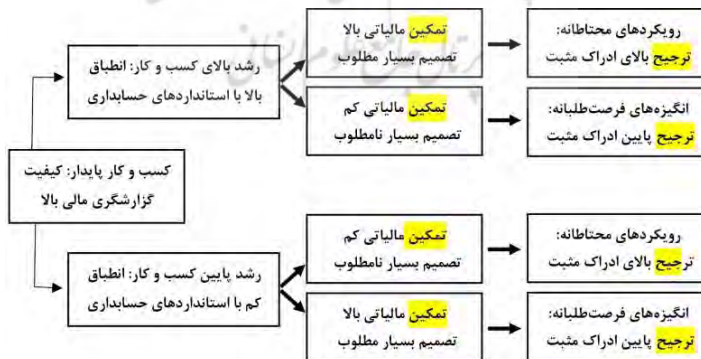 کسب و کار پایدار: کیفیت
گزارشگری مالی بالا
رشد بالای کسب و کار: انطباق
بالا با استانداردهای حسابداری
تمکین مالیاتی بالا
تصمیم بسیار مطلوب
رویکردهای محتاطانه:
ترجیح بالای ادراک مثبت
تمکین مالیاتی کم
تصمیم بسیار نامطلوب
انگیزه‌های فرصت‌طلبانه:
ترجیح پایین ادراک مثبت
رشد پایین کسب و کار: انطباق
کم با استانداردهای حسابداری
تمکین مالیاتی کم
تصمیم بسیار نامطلوب
رویکردهای محتاطانه:
ترجیح بالای ادراک مثبت
تمکین مالیاتی بالا
تصمیم بسیار مطلوب
انگیزه‌های فرصت‌طلبانه:
ترجیح پایین ادراک مثبت